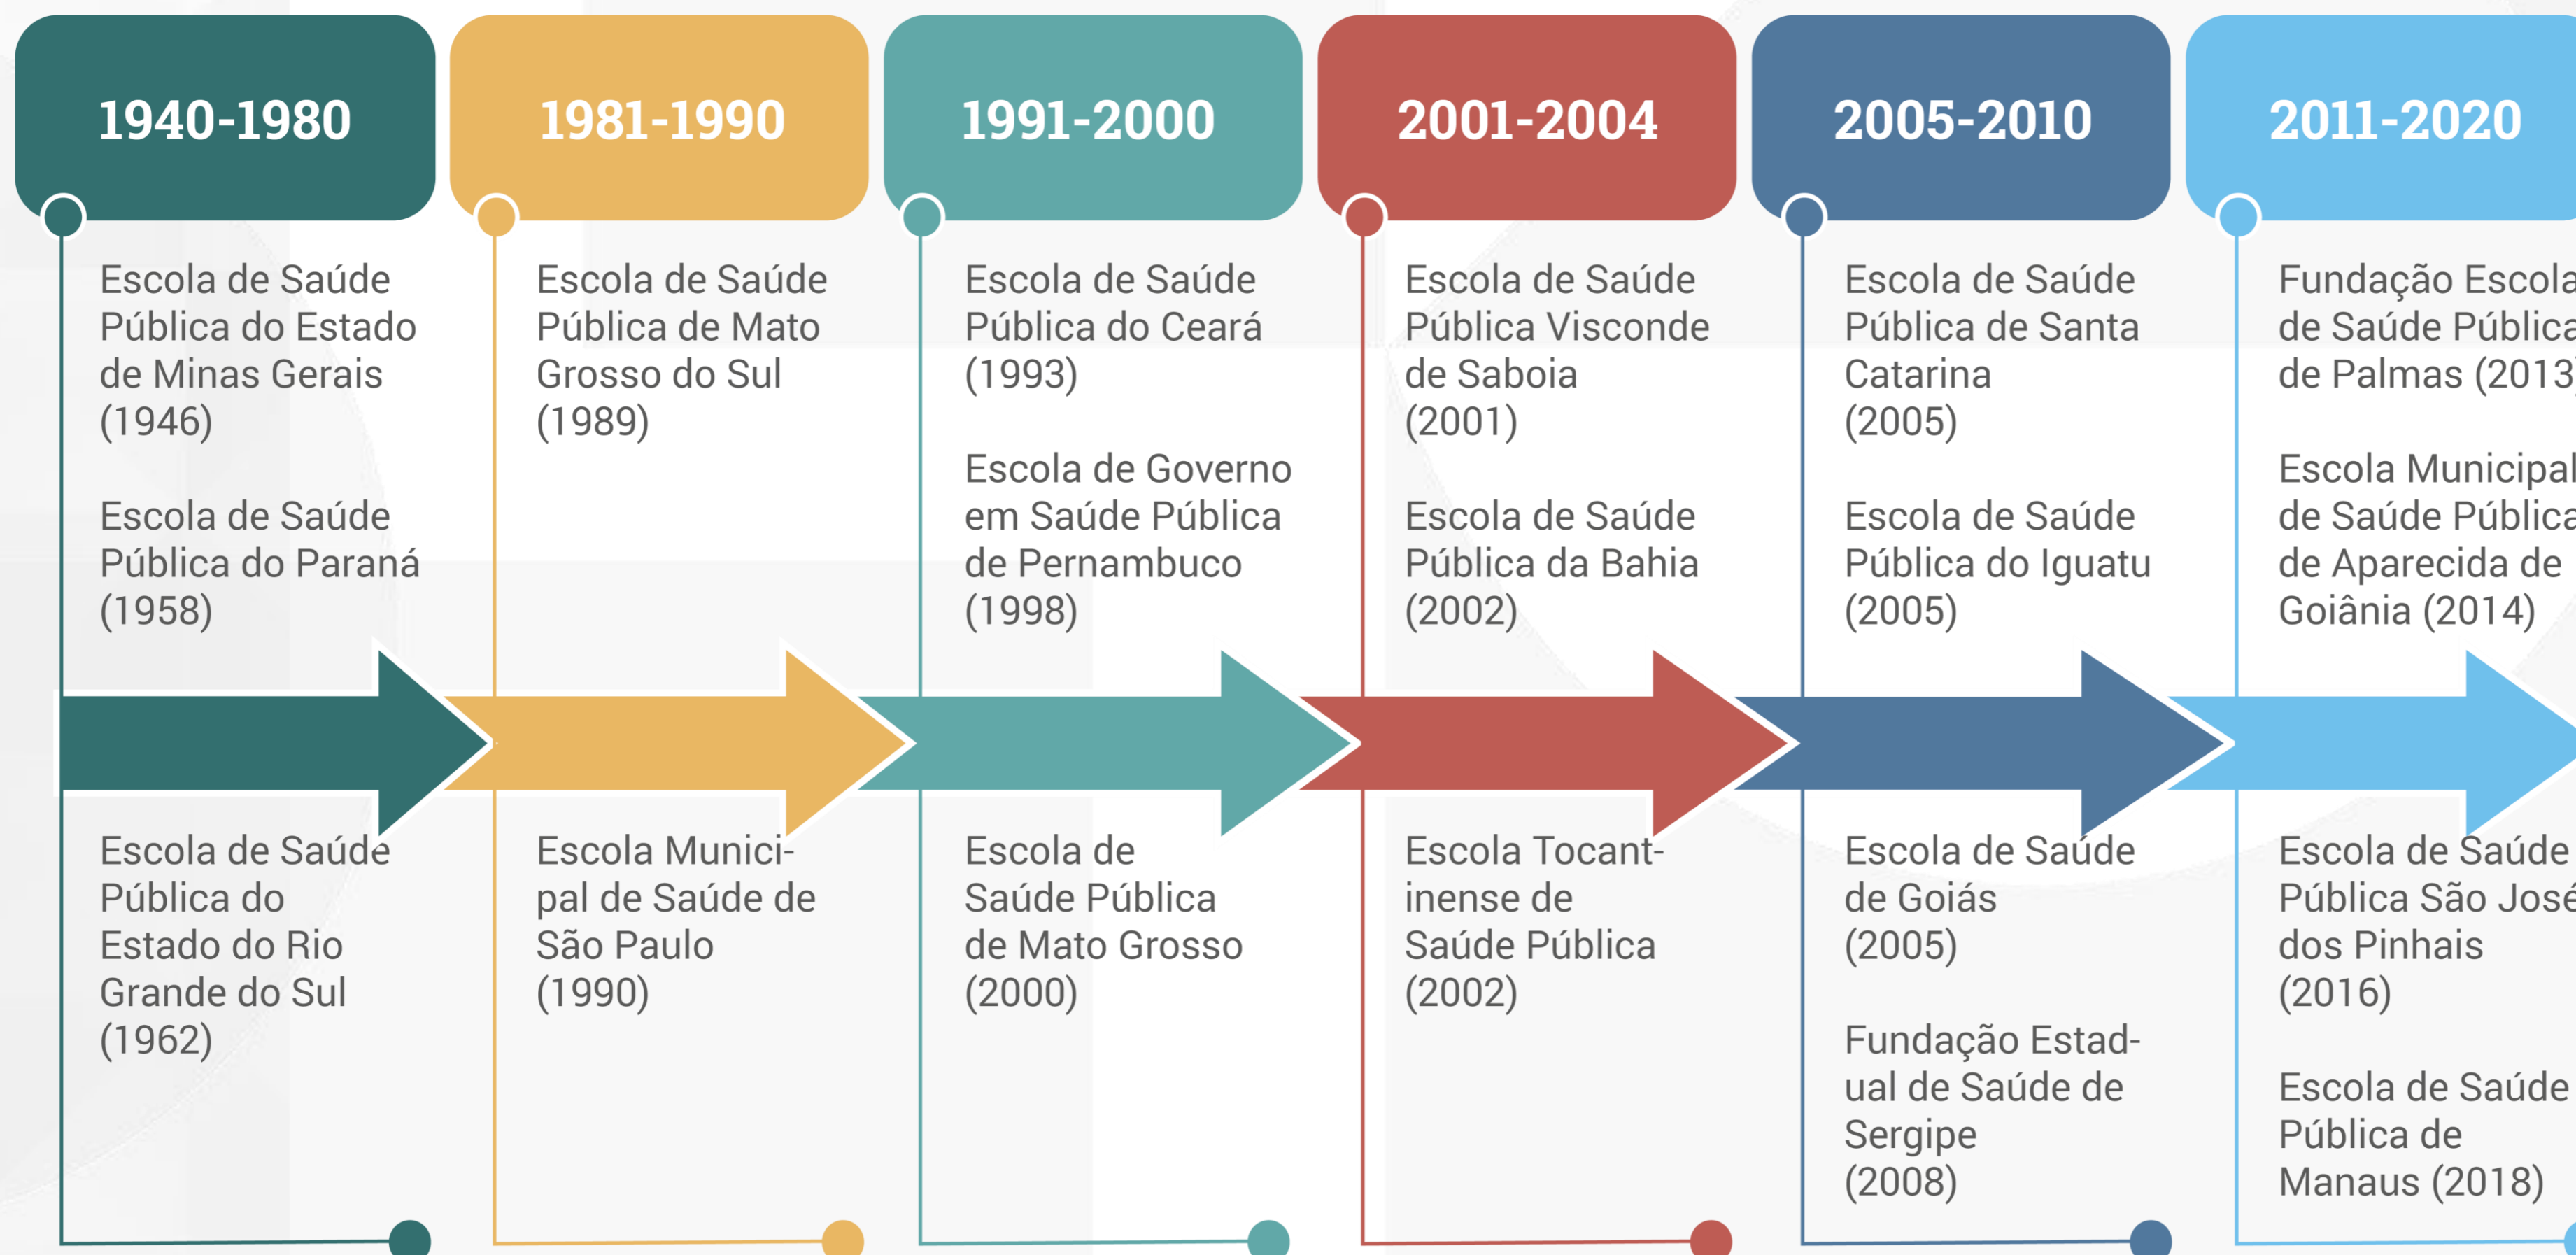 1940-1980
Escola de Saúde
Pública do Estado
de Minas Gerais
(1946)
Escola de Saúde
Pública do Paraná
(1958)
Escola de Saúde
Pública do
Estado do Rio
Grande do Sul
(1962)
1981-1990
Escola de Saúde
Pública de Mato
Grosso do Sul
(1989)
Escola Munici-
pal de Saúde de
São Paulo
(1990)
1991-2000
Escola de Saúde
Pública do Ceará
(1993)
Escola de Governo
em Saúde Pública
de Pernambuco
(1998)
Escola de
Saúde Pública
de Mato Grosso
(2000)
2001-2004
Escola de Saúde
Pública Visconde
de Saboia
(2001)
Escola de Saúde
Pública da Bahia
(2002)
Escola Tocant-
inense de
Saúde Pública
(2002)
2005-2010
Escola de Saúde
Pública de Santa
Catarina
(2005)
Escola de Saúde
Pública do Iguatu
(2005)
Escola de Saúde
de Goiás
(2005)
Fundação Estad-
ual de Saúde de
Sergipe
(2008)
2011-2020
Fundação Escola
de Saúde Pública
de Palmas (2013)
Escola Municipal
de Saúde Pública
de Aparecida de
Goiânia (2014)
Escola de Saúde
Pública São José
dos Pinhais
(2016)
Escola de Saúde
Pública de
Manaus (2018)